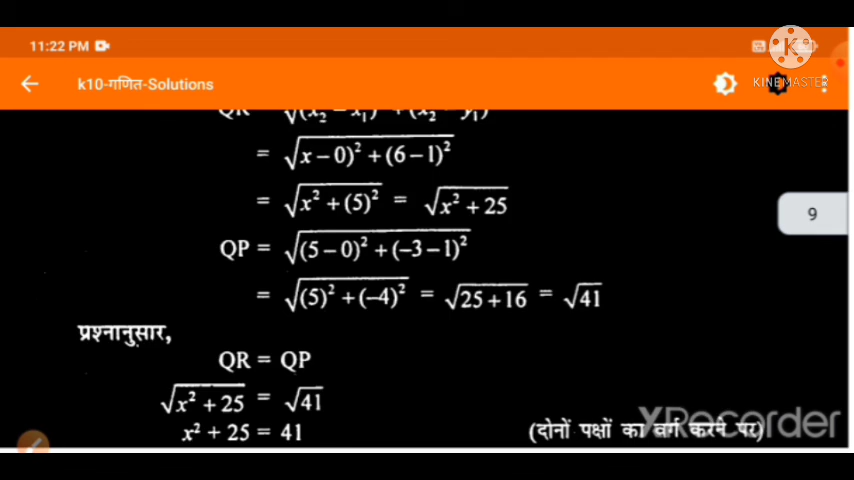 11:22 PM
KINEMASTER
k10-गणित-Solutions
= √(x – 0)² + (6 – 1)²
= √x² + (5)² = √x² + 25
9
QP = √(5 – 0)² + (–3 – 1)²
= √(5)² + (–4)² = √25 + 16 = √41
प्रश्नानुसार,
QR = QP
√x² + 25 = √41
XRecorder
x² + 25 = 41 (दोनों पक्षों का वर्ग करने पर)